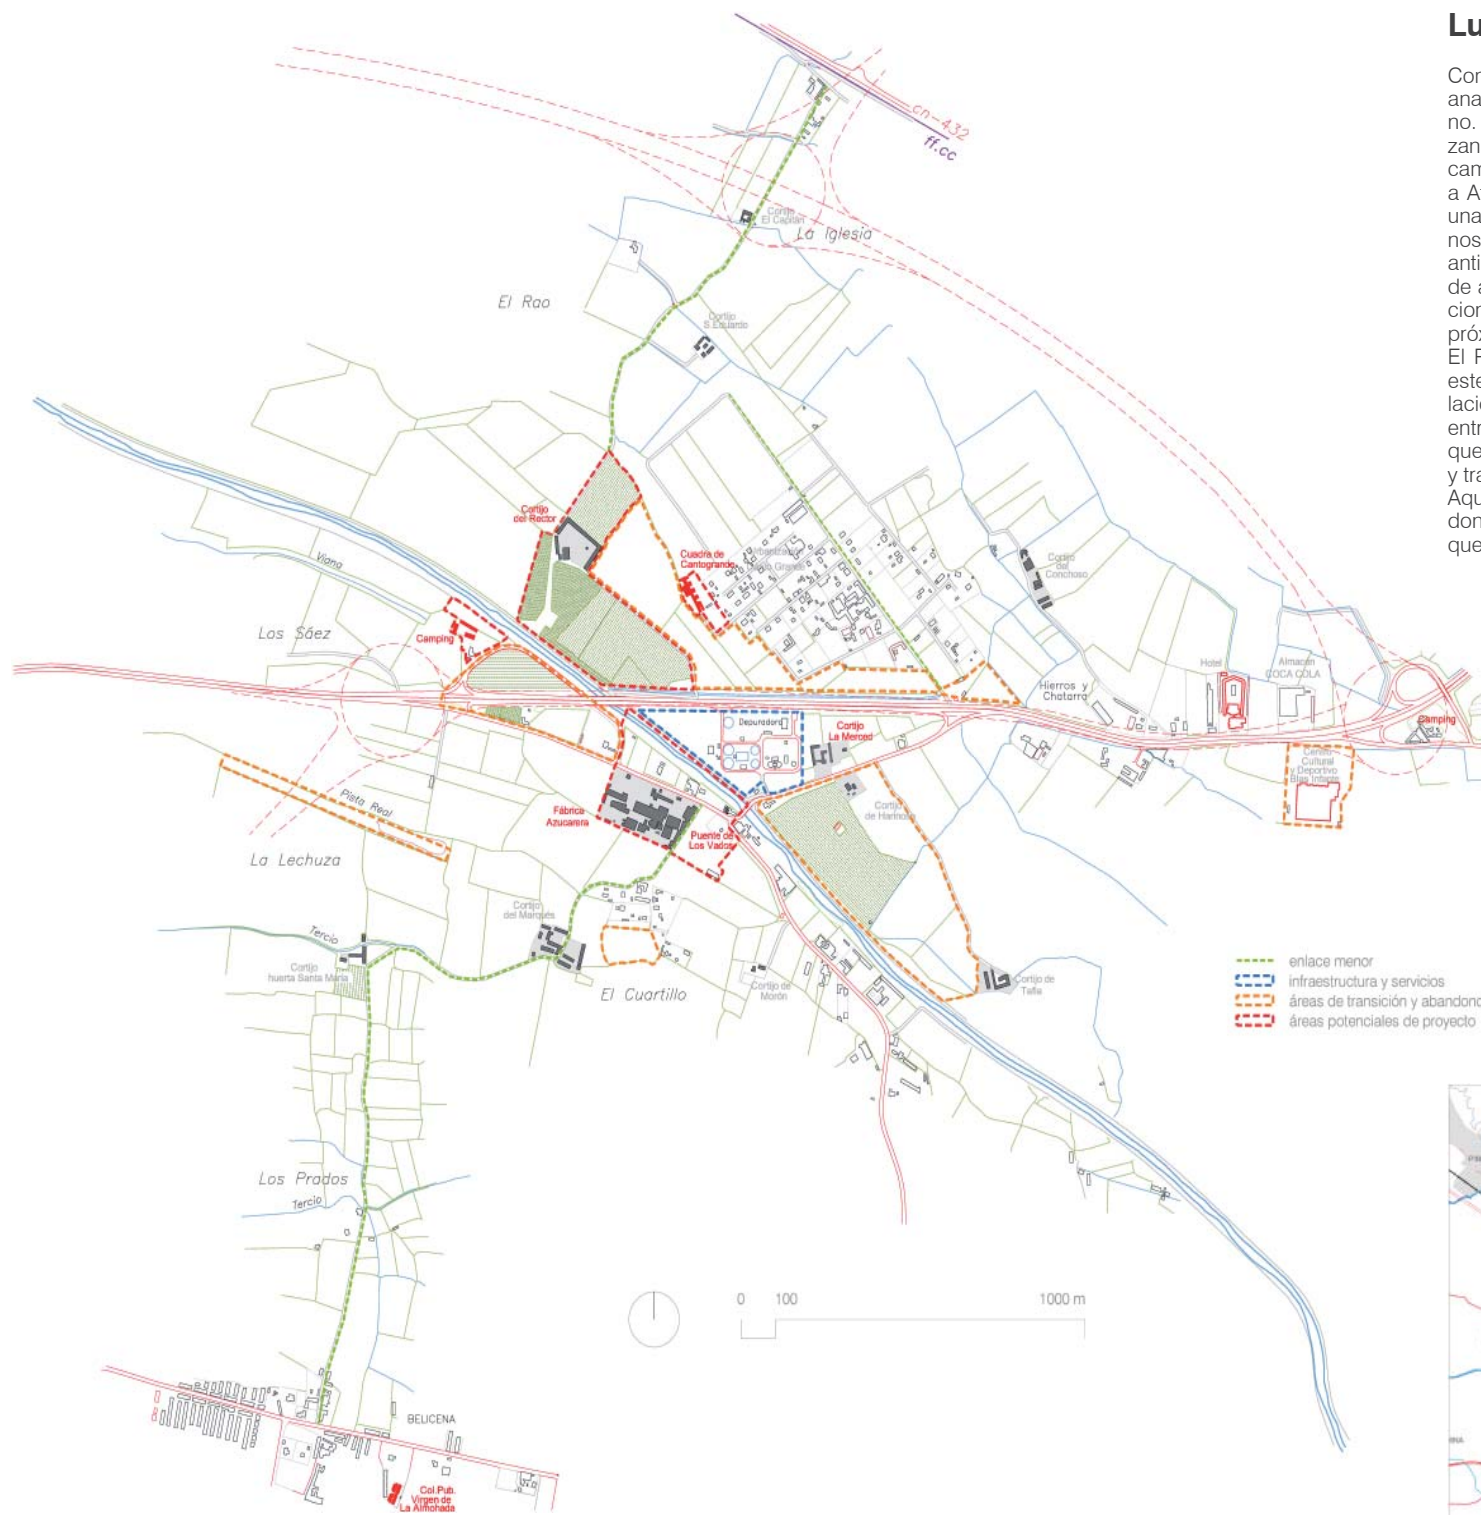 cn-432
ff.cc
Cortijo
El Capitán
La Iglesia
El Rao
Cortijo
S.Eduardo
Cortijo
del Rector
Cuadra de
Cantogrande
Cortijo
del
Conchoso
Viana
Los Sáez
Camping
Hotel
Almacén
COCA COLA
Hierros y
Chatarra
Camping
Depuradora
Cortijo
La Merced
Centro
Cultural
y Deportivo
Blas Infante
Pista Real
Fábrica
Azucarera
Puente de
Los Vados
Cortijo
La Lechuza
Cortijo
del Marqués
Tercio
Cortijo
huerta Santa María
El Cuartillo
Cortijo de
Morón
Cortijo de
Tafia
enlace menor
infraestructura y servicios
áreas de transición y abandono
áreas potenciales de proyecto
Los Prados
Tercio
0 100 1000 m
BELICENA
Col.Pub.
Virgen de
La Almohada
Lu
Con
ana
no.
zan
cam
a A
una
nos
anti
de a
cion
próx
El P
este
laci
entr
que
y tra
Aqu
don
que